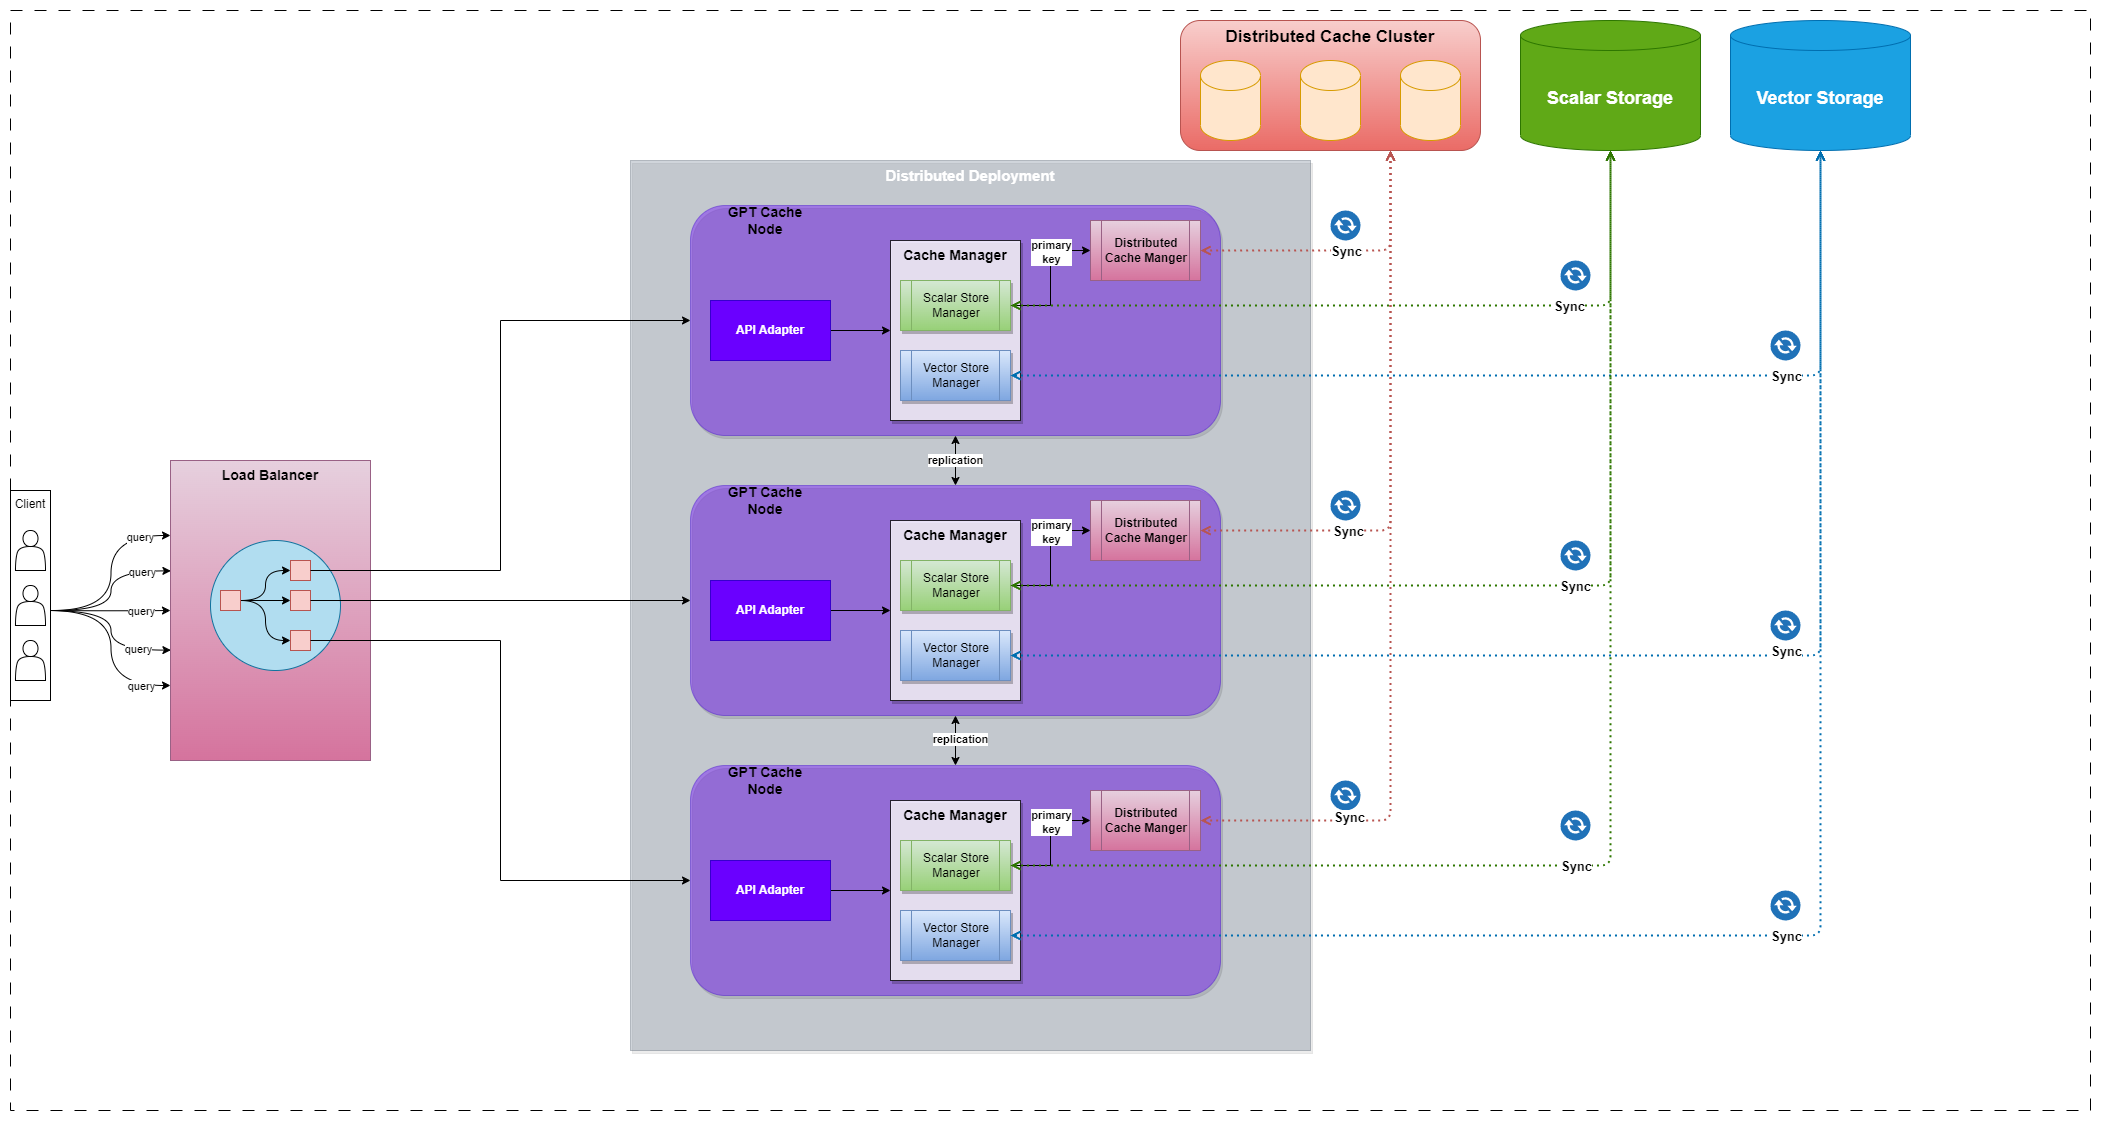 Distributed Cache Cluster
Scalar Storage
Vector Storage
Distributed Deployment
GPT Cache
Node
Cache Manager
primary
key
Distributed
Cache Manger
Sync
Scalar Store
Manager
Sync
API Adapter
Vector Store
Manager
Sync
replication
Load Balancer
Client
query
query
query
query
query
GPT Cache
Node
Cache Manager
primary
key
Distributed
Cache Manger
Sync
Scalar Store
Manager
Sync
API Adapter
Vector Store
Manager
Sync
replication
GPT Cache
Node
Cache Manager
primary
key
Distributed
Cache Manger
Sync
Scalar Store
Manager
Sync
API Adapter
Vector Store
Manager
Sync